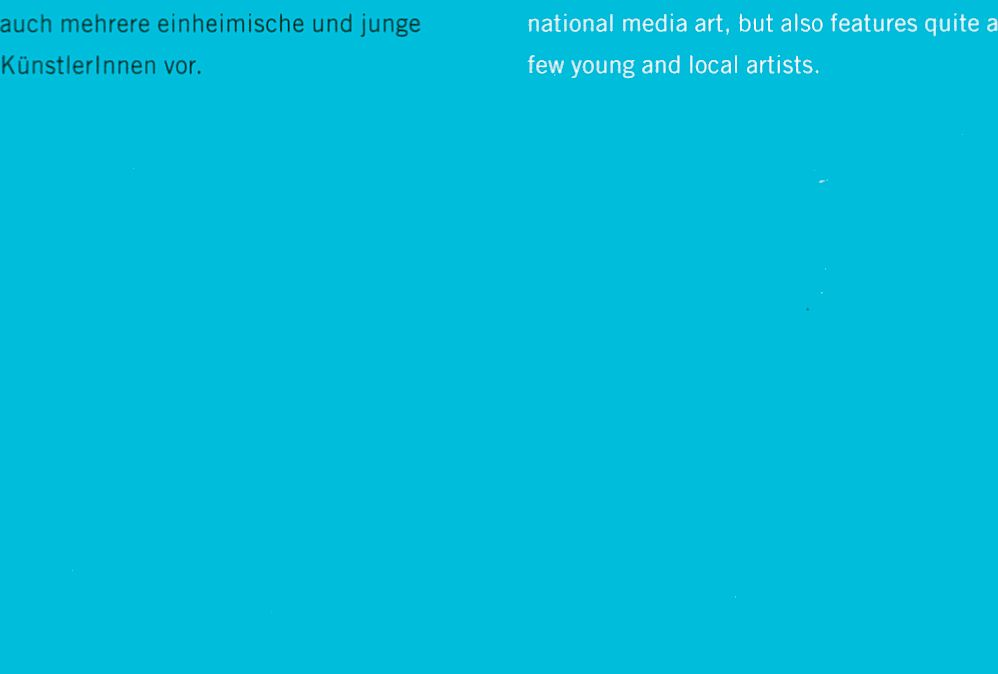 auch mehrere einheimische und junge
KünstlerInnen vor.
national media art, but also features quite a
few young and local artists.